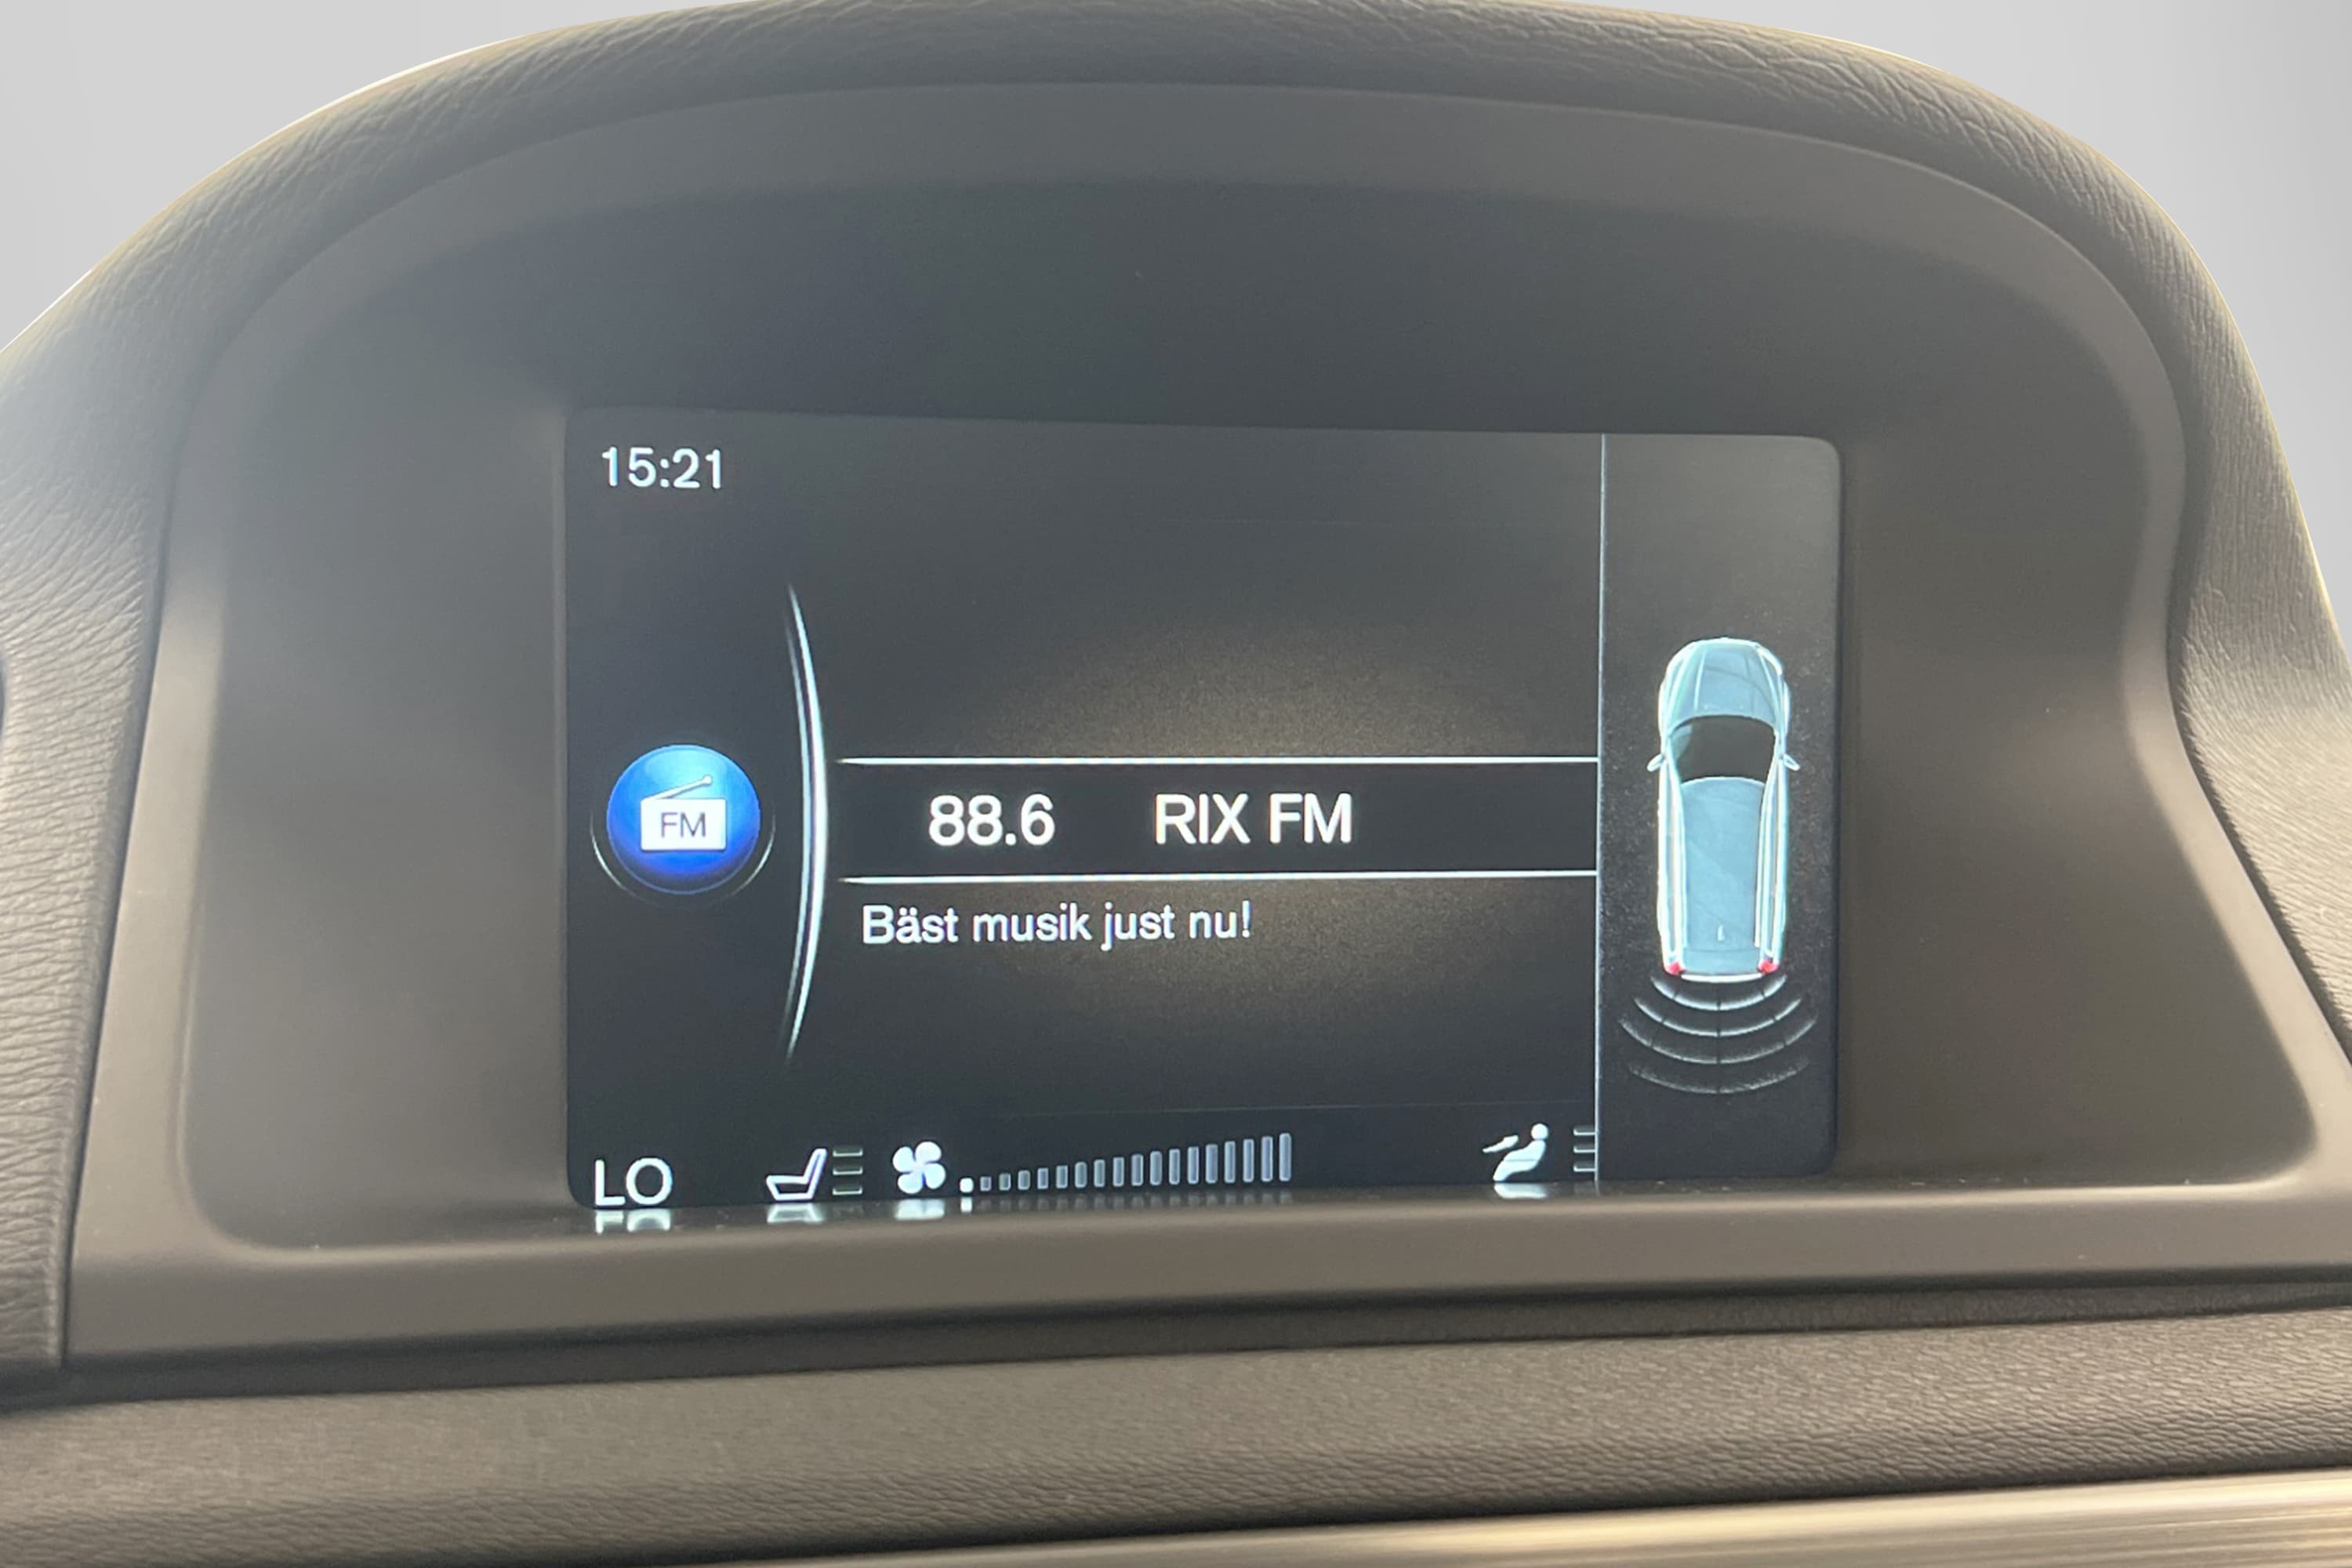 15:21
FM
88.6 RIX FM
Bäst musik just nu!
LO